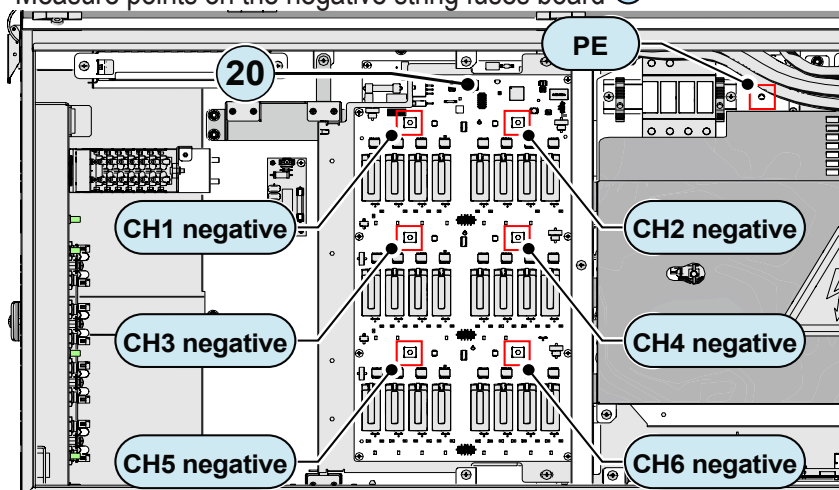 Measure points on the negative string fuses board
PE
20
CH1 negative
CH2 negative
CH3 negative
CH4 negative
CH5 negative
CH6 negative